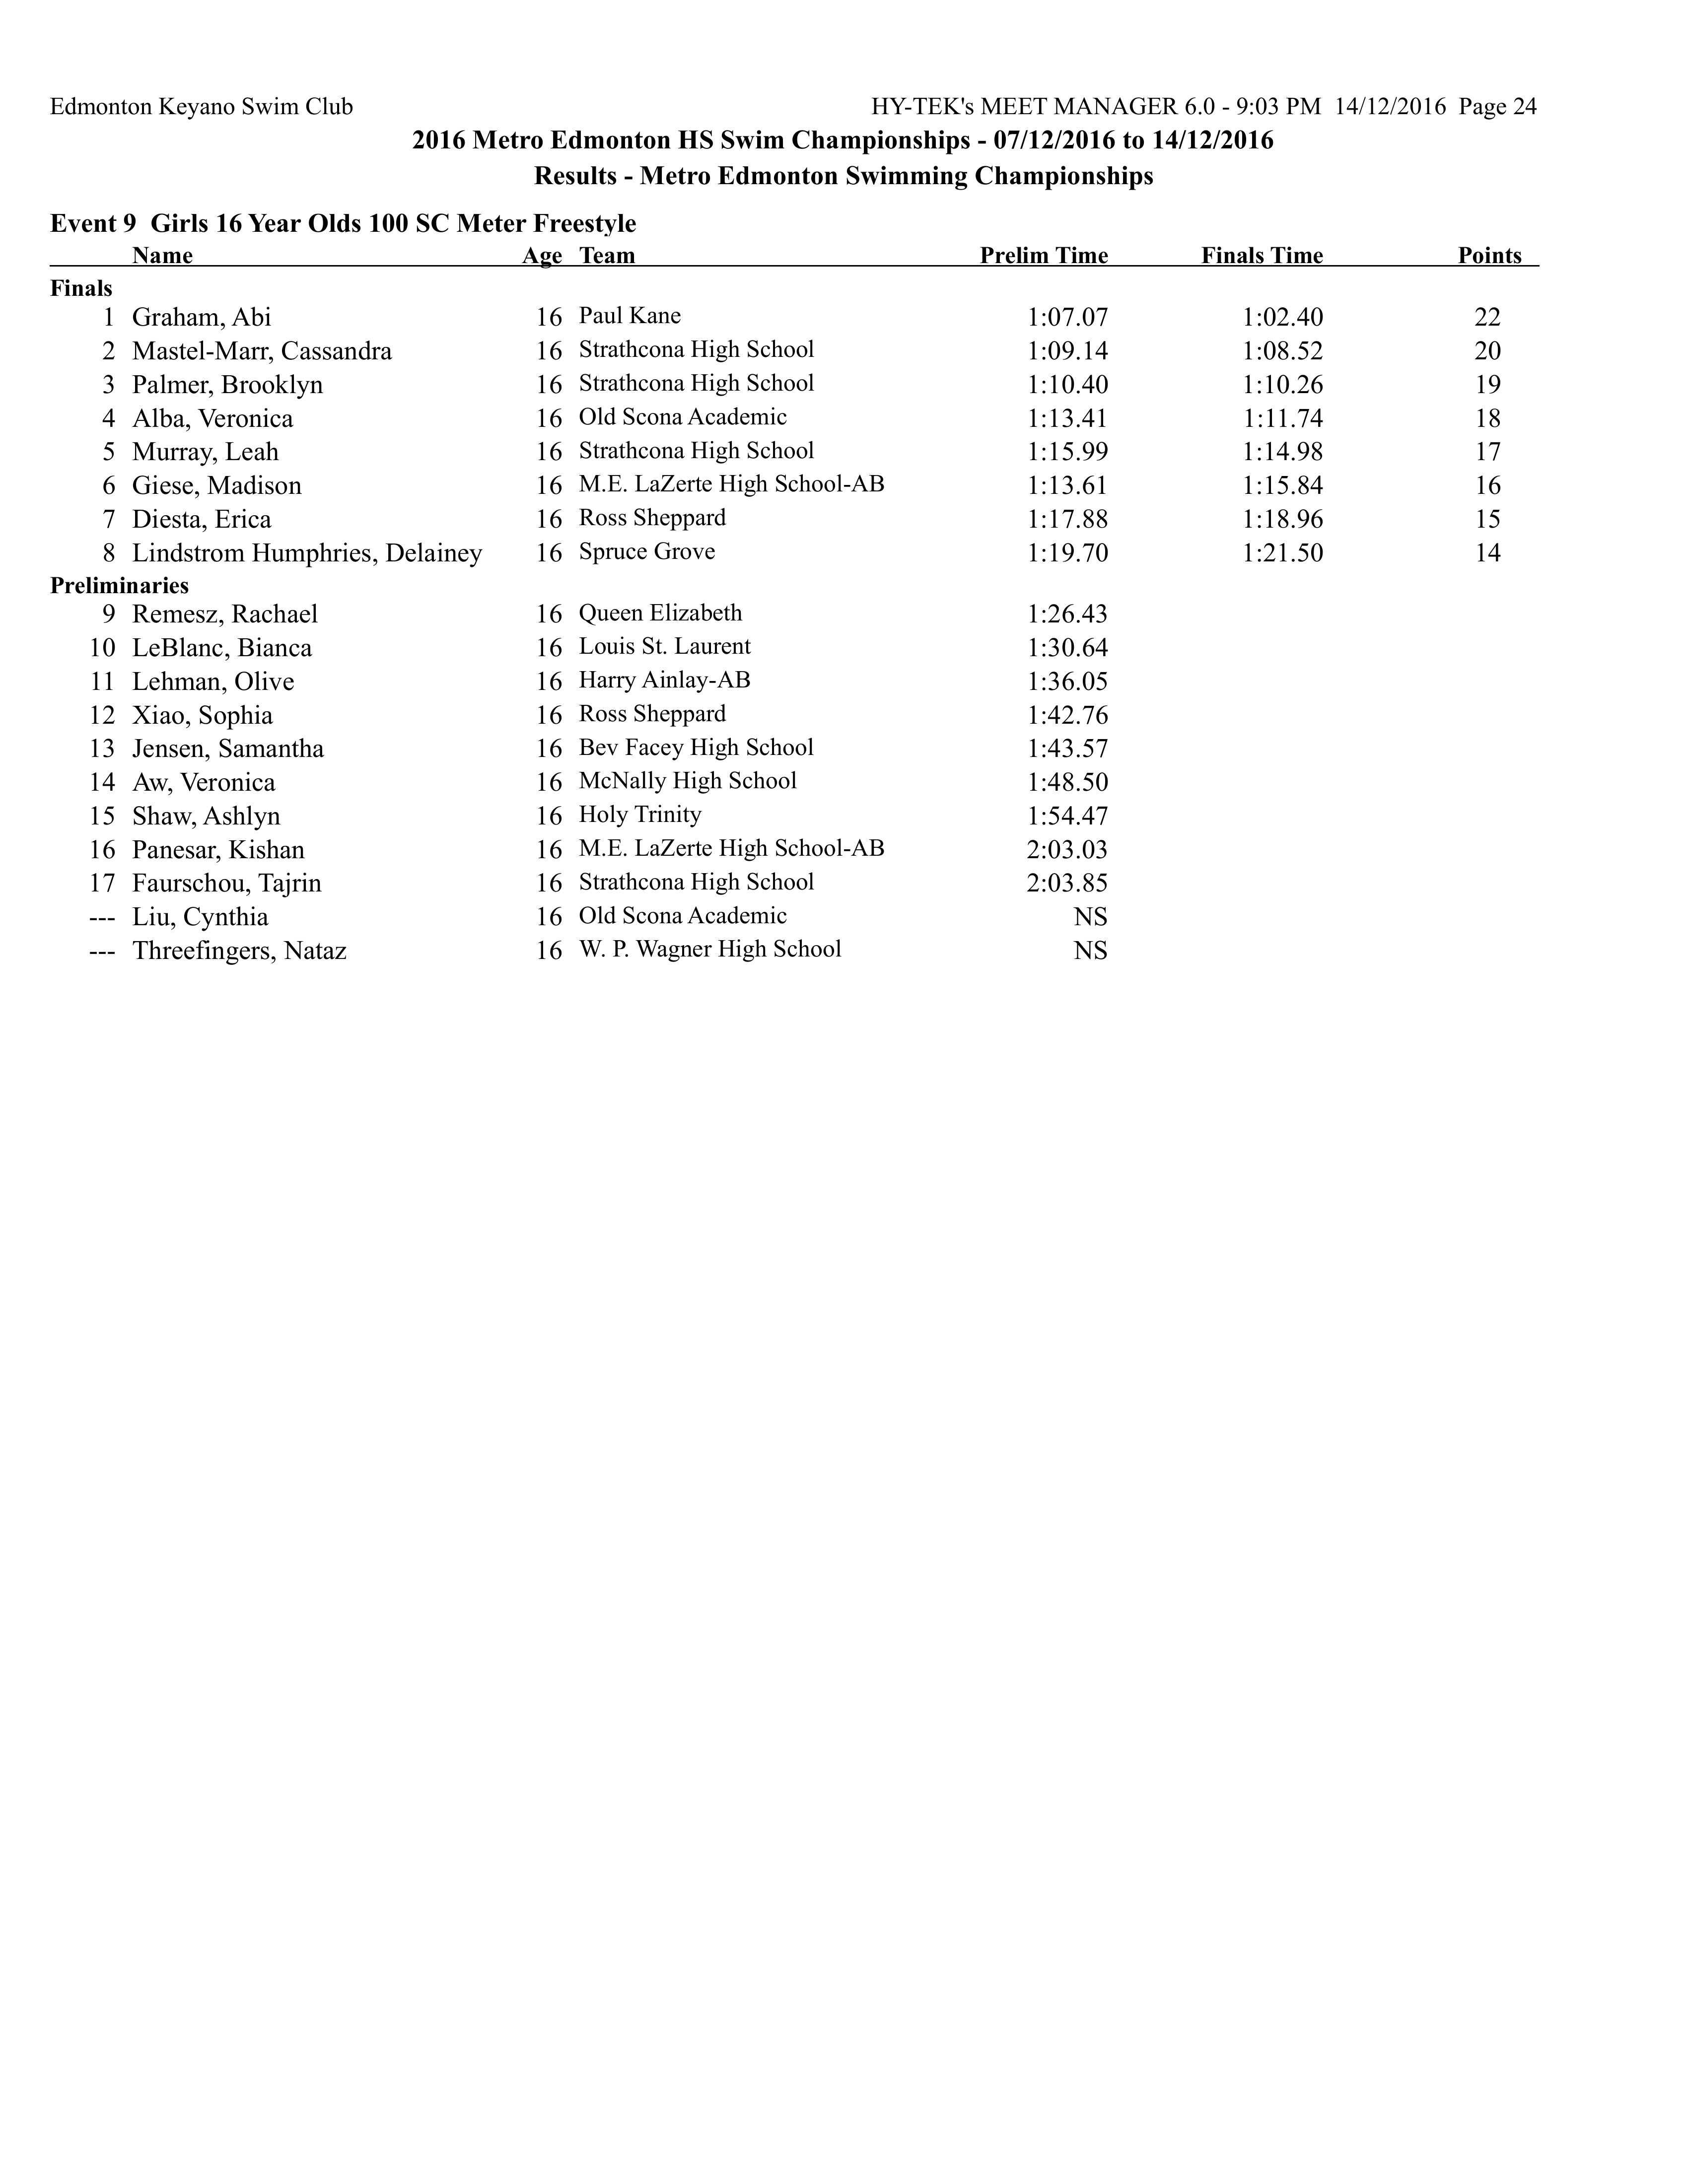 Edmonton Keyano Swim Club HY-TEK's MEET MANAGER 6.0 - 9:03 PM 14/12/2016 Page 24
2016 Metro Edmonton HS Swim Championships - 07/12/2016 to 14/12/2016
Results - Metro Edmonton Swimming Championships
Event 9 Girls 16 Year Olds 100 SC Meter Freestyle
Name Age Team Prelim Time Finals Time Points
Finals
1 Graham, Abi 16 Paul Kane 1:07.07 1:02.40 22
2 Mastel-Marr, Cassandra 16 Strathcona High School 1:09.14 1:08.52 20
3 Palmer, Brooklyn 16 Strathcona High School 1:10.40 1:10.26 19
4 Alba, Veronica 16 Old Scona Academic 1:13.41 1:11.74 18
5 Murray, Leah 16 Strathcona High School 1:15.99 1:14.98 17
6 Giese, Madison 16 M.E. LaZerte High School-AB 1:13.61 1:15.84 16
7 Diesta, Erica 16 Ross Sheppard 1:17.88 1:18.96 15
8 Lindstrom Humphries, Delainey 16 Spruce Grove 1:19.70 1:21.50 14
Preliminaries
9 Remesz, Rachael 16 Queen Elizabeth 1:26.43
10 LeBlanc, Bianca 16 Louis St. Laurent 1:30.64
11 Lehman, Olive 16 Harry Ainlay-AB 1:36.05
12 Xiao, Sophia 16 Ross Sheppard 1:42.76
13 Jensen, Samantha 16 Bev Facey High School 1:43.57
14 Aw, Veronica 16 McNally High School 1:48.50
15 Shaw, Ashlyn 16 Holy Trinity 1:54.47
16 Panesar, Kishan 16 M.E. LaZerte High School-AB 2:03.03
17 Faurschou, Tajrin 16 Strathcona High School 2:03.85
--- Liu, Cynthia 16 Old Scona Academic NS
--- Threefingers, Nataz 16 W. P. Wagner High School NS